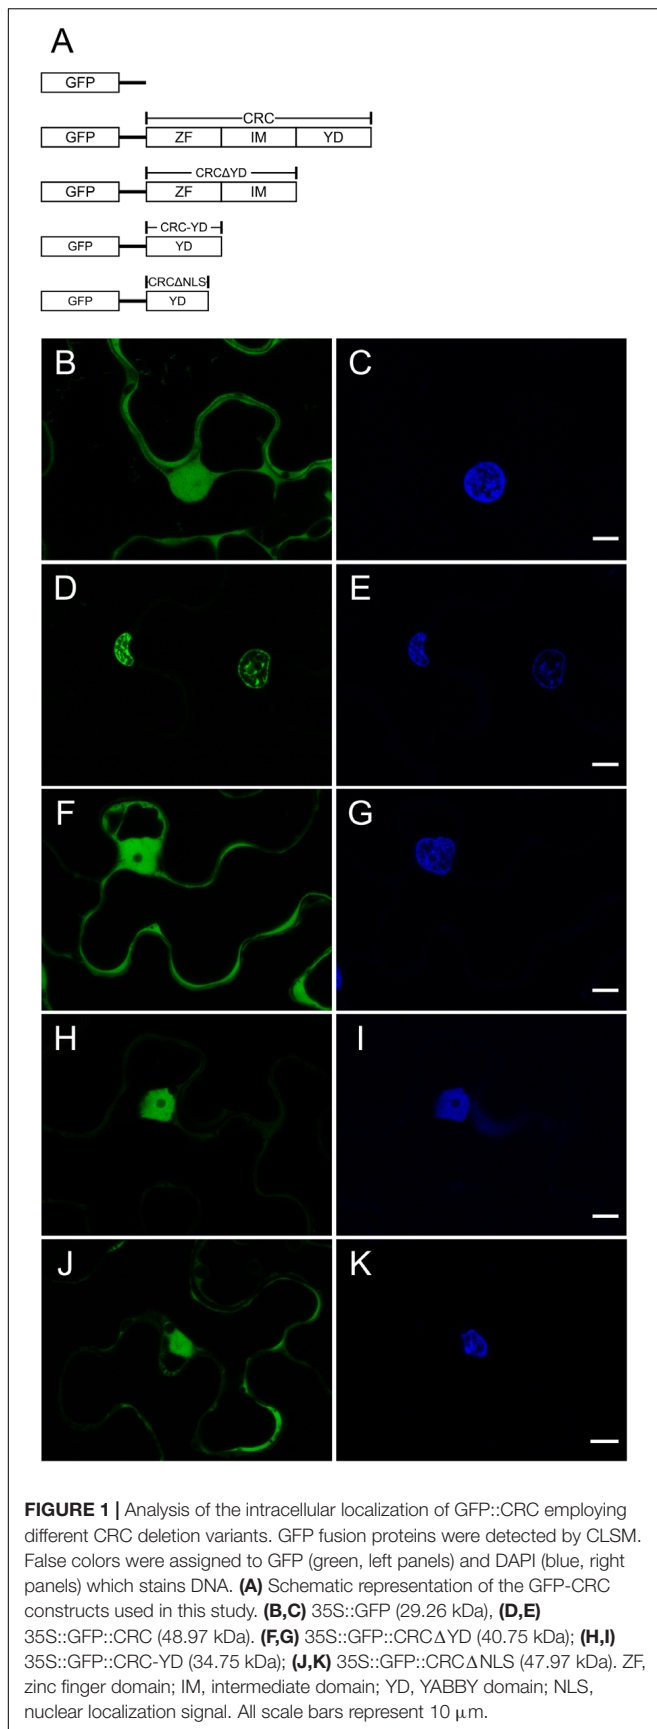 A
GFP
CRC
GFP ZF IM YD
CRCΔYD
GFP ZF IM
CRC-YD
GFP YD
CRCΔNLS
GFP YD
B C
D E
F G
H I
J K
FIGURE 1 | Analysis of the intracellular localization of GFP::CRC employing
different CRC deletion variants. GFP fusion proteins were detected by CLSM.
False colors were assigned to GFP (green, left panels) and DAPI (blue, right
panels) which stains DNA. (A) Schematic representation of the GFP-CRC
constructs used in this study. (B,C) 35S::GFP (29.26 kDa), (D,E)
35S::GFP::CRC (48.97 kDa). (F,G) 35S::GFP::CRCΔYD (40.75 kDa); (H,I)
35S::GFP::CRC-YD (34.75 kDa); (J,K) 35S::GFP::CRCΔNLS (47.97 kDa). ZF,
zinc finger domain; IM, intermediate domain; YD, YABBY domain; NLS,
nuclear localization signal. All scale bars represent 10 μm.